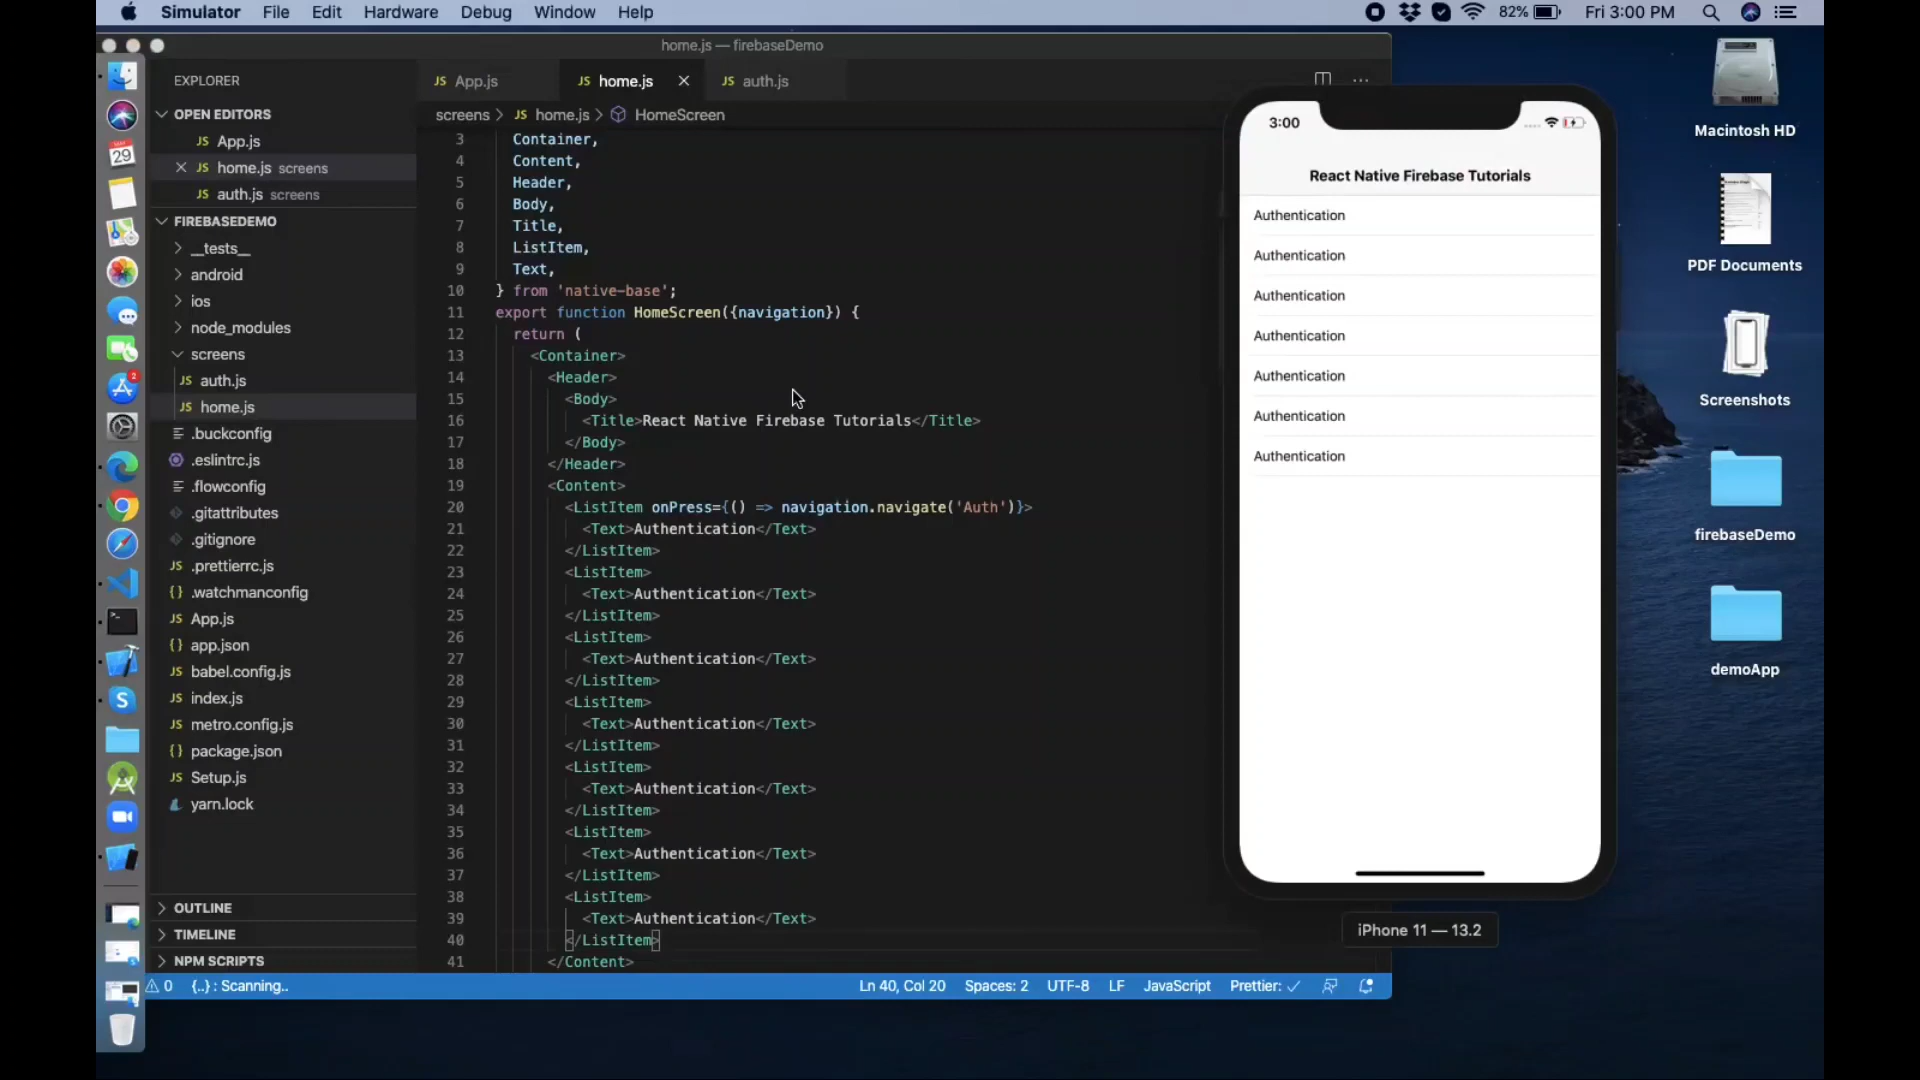 Simulator File Edit Hardware Debug Window Help
82% Fri 3:00 PM
home.js — firebaseDemo
EXPLORER
OPEN EDITORS
JS App.js
JS home.js screens
JS auth.js screens
FIREBASEDEMO
__tests__
android
ios
node_modules
screens
JS auth.js
JS home.js
.buckconfig
.eslintrc.js
.flowconfig
.gitattributes
.gitignore
JS .prettierrc.js
{} .watchmanconfig
JS App.js
{} app.json
JS babel.config.js
JS index.js
JS metro.config.js
{} package.json
JS Setup.js
yarn.lock
OUTLINE
TIMELINE
NPM SCRIPTS
29
2
JS App.js JS home.js JS auth.js
screens > JS home.js > HomeScreen
3 Container,
4 Content,
5 Header,
6 Body,
7 Title,
8 ListItem,
9 Text,
10 } from 'native-base';
11 export function HomeScreen({navigation}) {
12 return (
13 <Container>
14 <Header>
15 <Body>
16 <Title>React Native Firebase Tutorials</Title>
17 </Body>
18 </Header>
19 <Content>
20 <ListItem onPress={() => navigation.navigate('Auth')}>
21 <Text>Authentication</Text>
22 </ListItem>
23 <ListItem>
24 <Text>Authentication</Text>
25 </ListItem>
26 <ListItem>
27 <Text>Authentication</Text>
28 </ListItem>
29 <ListItem>
30 <Text>Authentication</Text>
31 </ListItem>
32 <ListItem>
33 <Text>Authentication</Text>
34 </ListItem>
35 <ListItem>
36 <Text>Authentication</Text>
37 </ListItem>
38 <ListItem>
39 <Text>Authentication</Text>
40 </ListItem>
41 </Content>
0 {..} : Scanning.. Ln 40, Col 20 Spaces: 2 UTF-8 LF JavaScript Prettier: ✓
3:00
React Native Firebase Tutorials
Authentication
Authentication
Authentication
Authentication
Authentication
Authentication
Authentication
iPhone 11 — 13.2
Macintosh HD
PDF Documents
Screenshots
firebaseDemo
demoApp